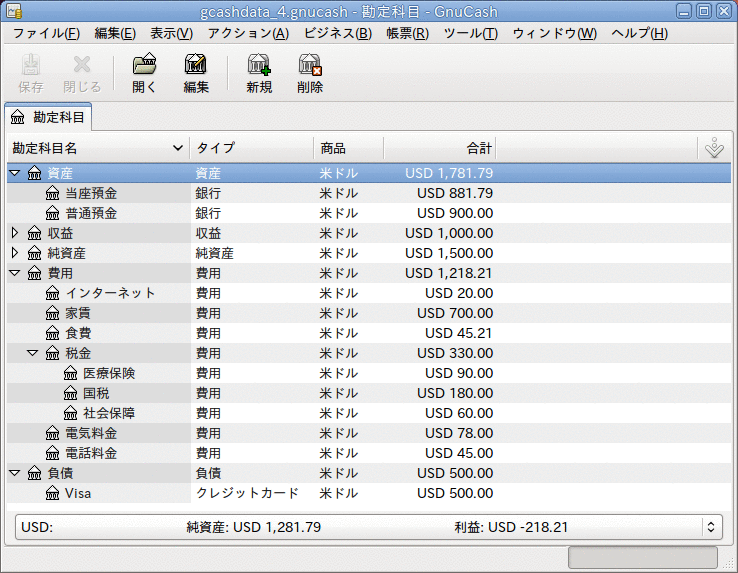 gcashdata_4.gnucash - 勘定科目 - GnuCash
ファイル(F) 編集(E) 表示(V) アクション(A) ビジネス(B) 帳票(R) ツール(T) ウィンドウ(W) ヘルプ(H)
保存 閉じる 開く 編集 新規 削除
勘定科目
勘定科目名 タイプ 商品 合計
資産 資産 米ドル USD 1,781.79
当座預金 銀行 米ドル USD 881.79
普通預金 銀行 米ドル USD 900.00
収益 収益 米ドル USD 1,000.00
純資産 純資産 米ドル USD 1,500.00
費用 費用 米ドル USD 1,218.21
インターネット 費用 米ドル USD 20.00
家賃 費用 米ドル USD 700.00
食費 費用 米ドル USD 45.21
税金 費用 米ドル USD 330.00
医療保険 費用 米ドル USD 90.00
国税 費用 米ドル USD 180.00
社会保障 費用 米ドル USD 60.00
電気料金 費用 米ドル USD 78.00
電話料金 費用 米ドル USD 45.00
負債 負債 米ドル USD 500.00
Visa クレジットカード 米ドル USD 500.00
USD: 純資産: USD 1,281.79 利益: USD -218.21